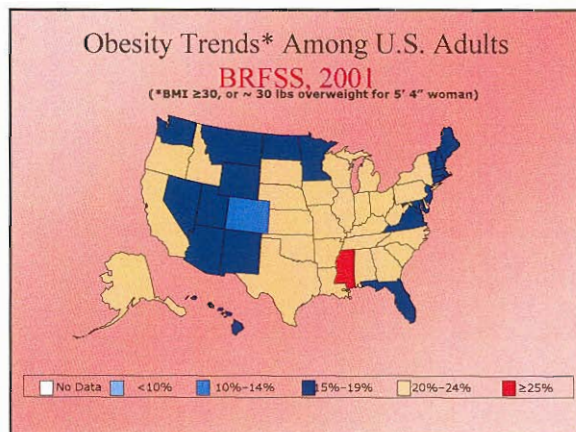 Obesity Trends* Among U.S. Adults
BRFSS, 2001
(*BMI ≥30, or ~ 30 lbs overweight for 5' 4" woman)
No Data <10% 10%–14% 15%–19% 20%–24% ≥25%